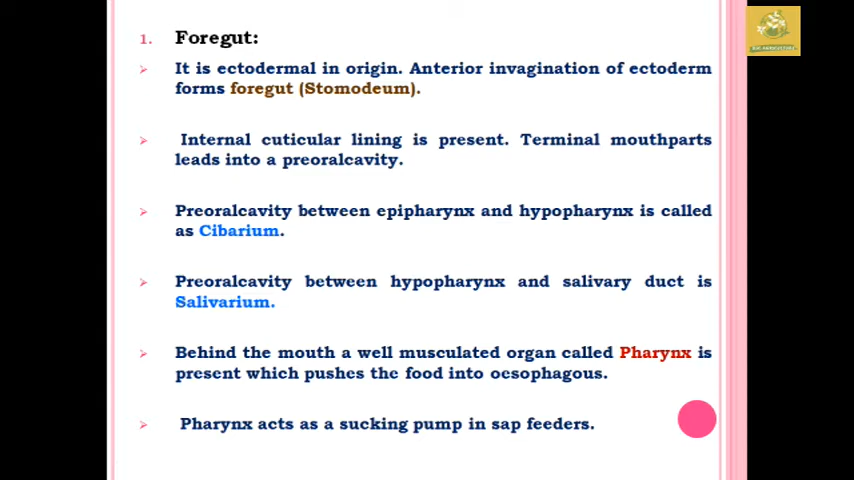 1. Foregut:
It is ectodermal in origin. Anterior invagination of ectoderm
forms foregut (Stomodeum).
Internal cuticular lining is present. Terminal mouthparts
leads into a preoralcavity.
Preoralcavity between epipharynx and hypopharynx is called
as Cibarium.
Preoralcavity between hypopharynx and salivary duct is
Salivarium.
Behind the mouth a well musculated organ called Pharynx is
present which pushes the food into oesophagous.
Pharynx acts as a sucking pump in sap feeders.